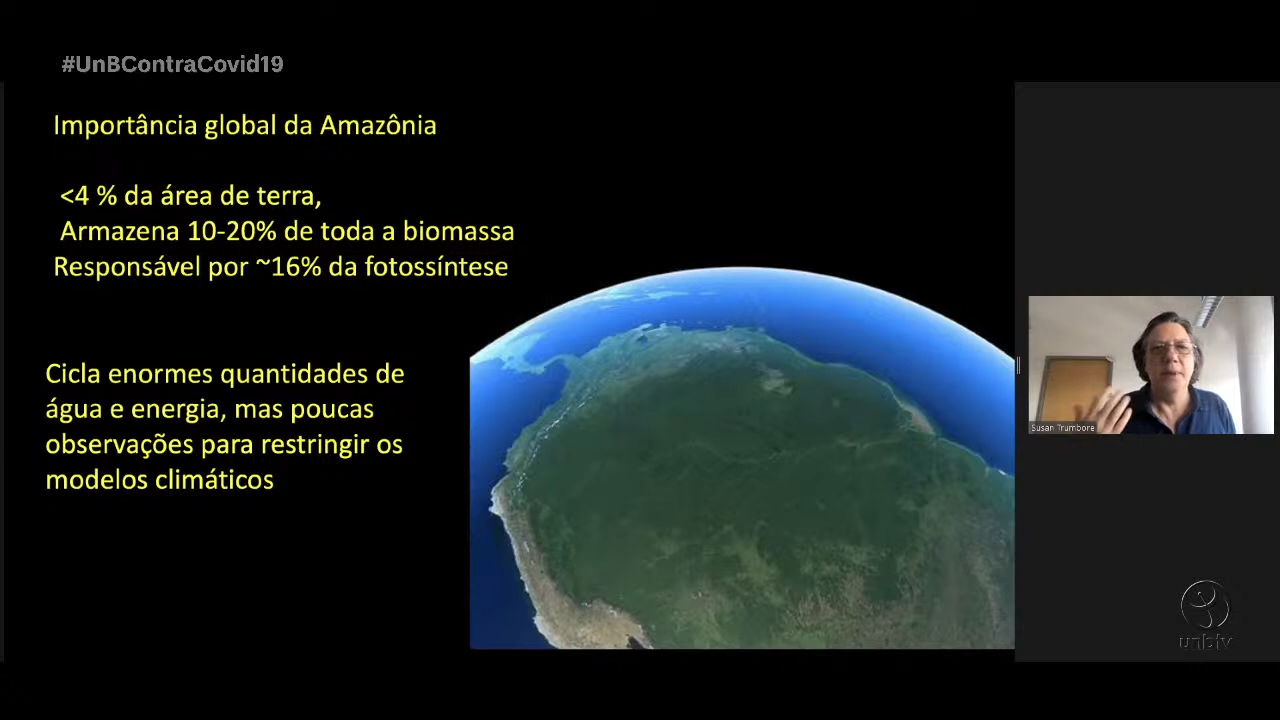 #UnBContraCovid19
Importância global da Amazônia
<4 % da área de terra,
Armazena 10-20% de toda a biomassa
Responsável por ~16% da fotossíntese
Cicla enormes quantidades de
água e energia, mas poucas
observações para restringir os
modelos climáticos
Susan Trumbore
unbtv